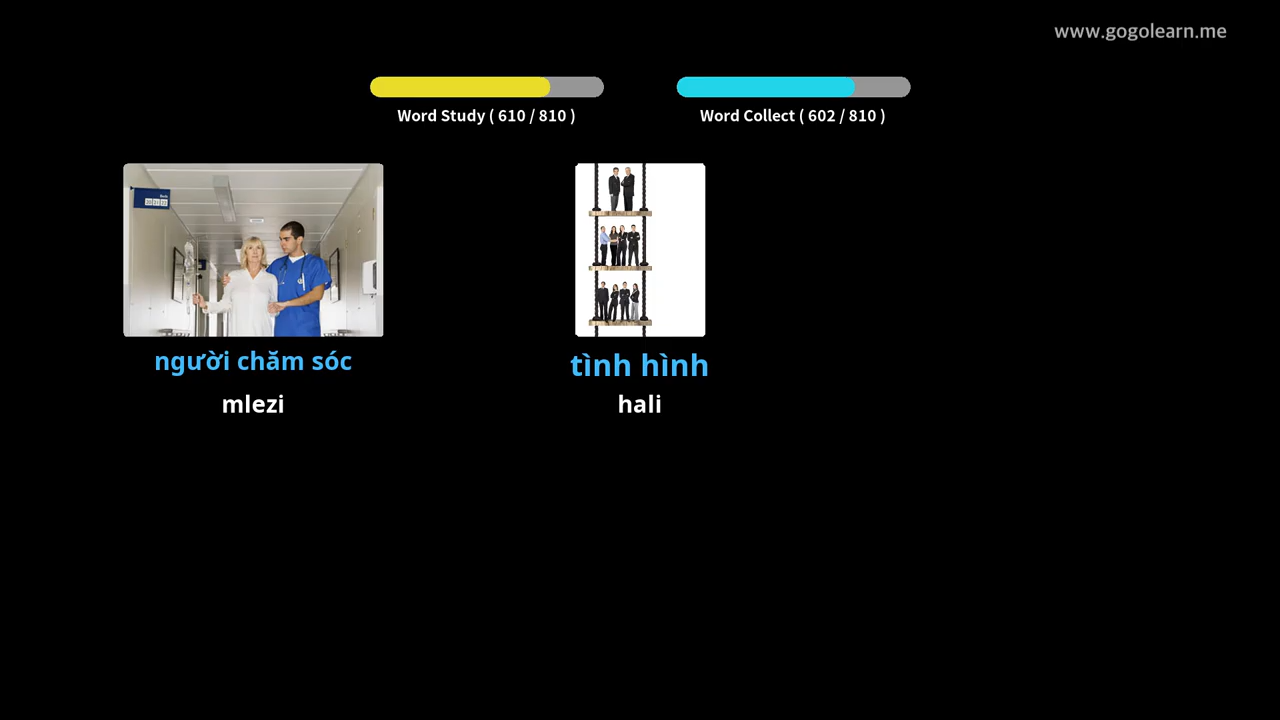 www.gogolearn.me
Word Study ( 610 / 810 )
Word Collect ( 602 / 810 )
người chăm sóc
tình hình
mlezi
hali